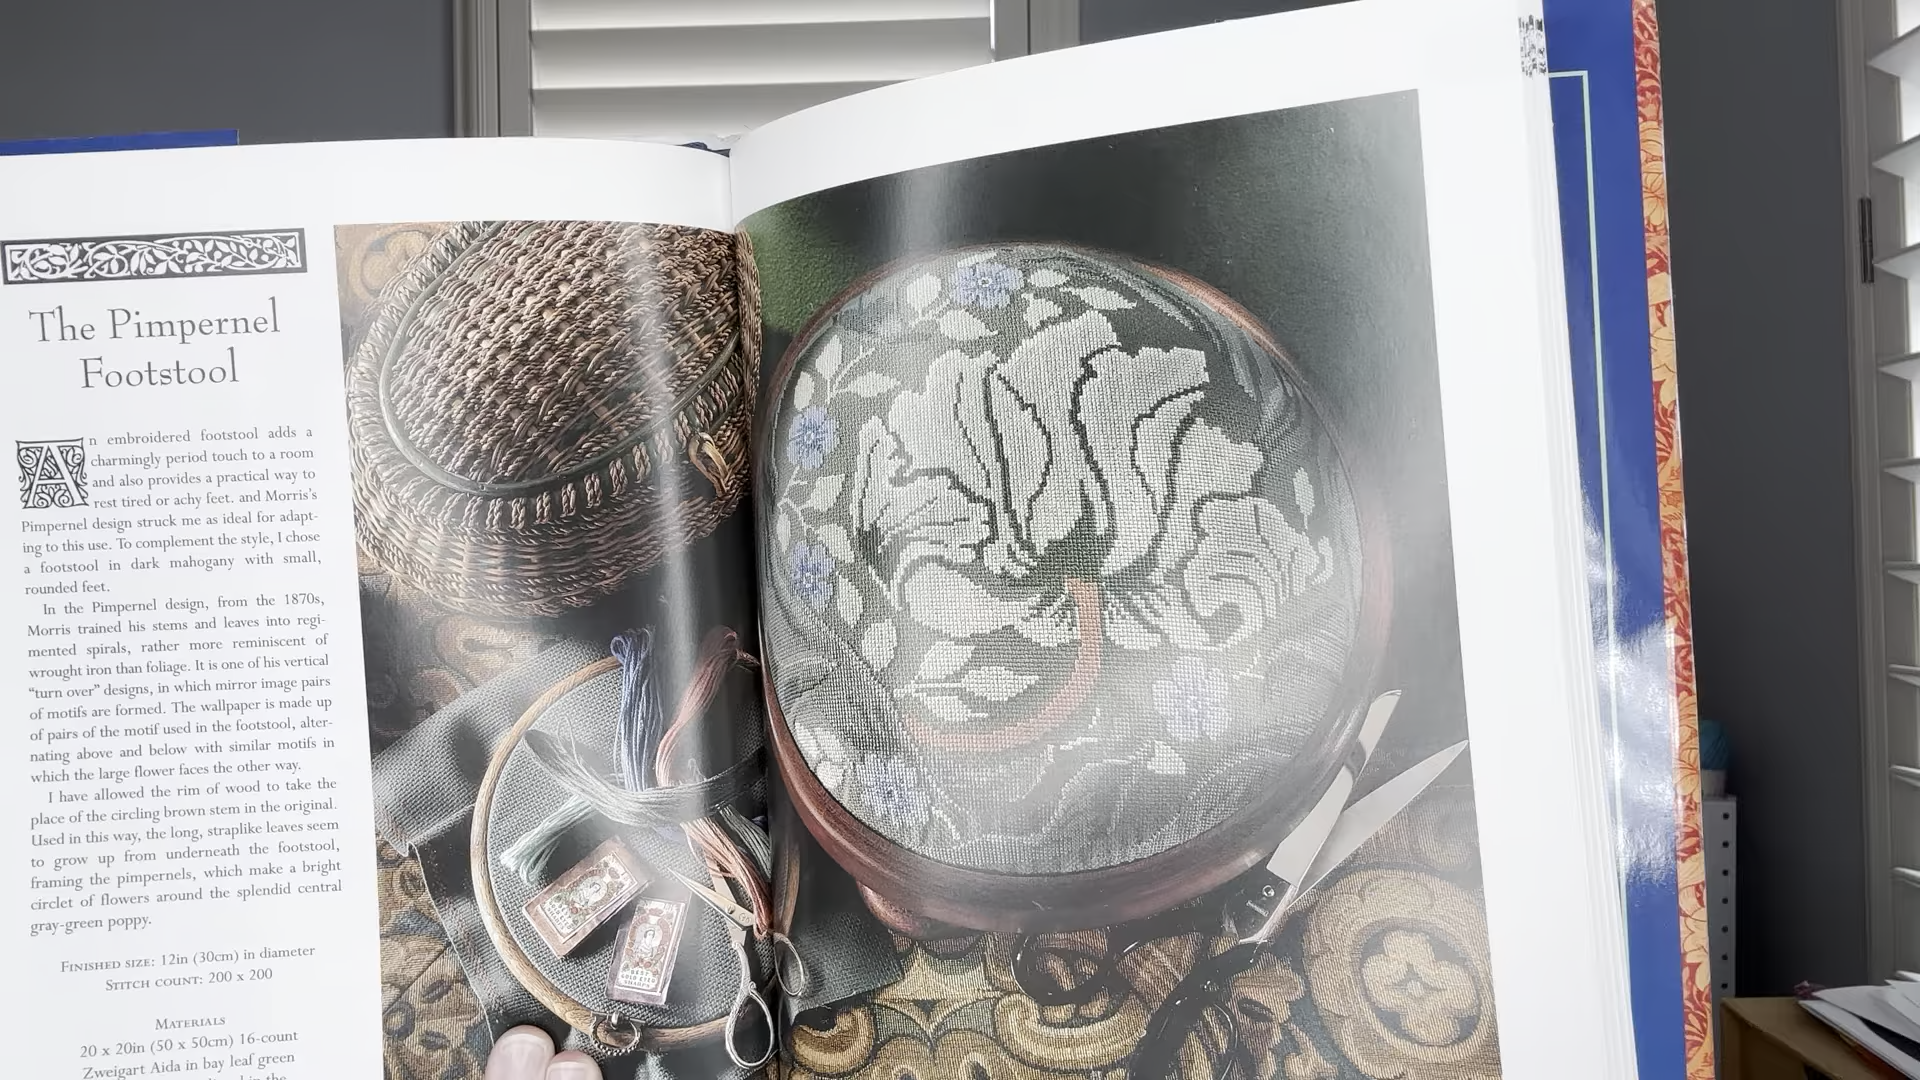 The Pimpernel
Footstool
An embroidered footstool adds a
charmingly period touch to a room
and also provides a practical way to
rest tired or achy feet. and Morris's
Pimpernel design struck me as ideal for adapt-
ing to this use. To complement the style, I chose
a footstool in dark mahogany with small,
rounded feet.
In the Pimpernel design, from the 1870s,
Morris trained his stems and leaves into regi-
mented spirals, rather more reminiscent of
wrought iron than foliage. It is one of his vertical
“turn over” designs, in which mirror image pairs
of motifs are formed. The wallpaper is made up
of pairs of the motif used in the footstool, alter-
nating above and below with similar motifs in
which the large flower faces the other way.
I have allowed the rim of wood to take the
place of the circling brown stem in the original.
Used in this way, the long, straplike leaves seem
to grow up from underneath the footstool,
framing the pimpernels, which make a bright
circlet of flowers around the splendid central
gray-green poppy.
FINISHED SIZE: 12in (30cm) in diameter
STITCH COUNT: 200 x 200
MATERIALS
20 x 20in (50 x 50cm) 16-count
Zweigart Aida in bay leaf green